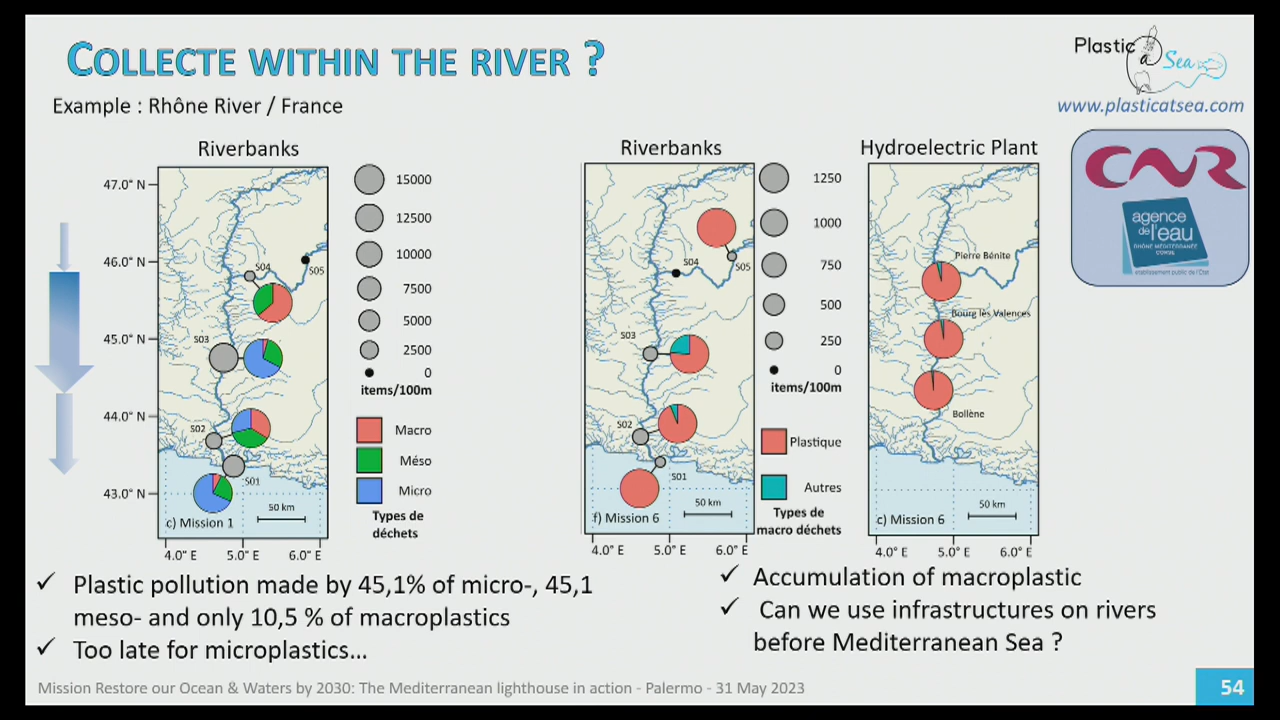 COLLECTE WITHIN THE RIVER ?
Plastic
à
Sea
Example : Rhône River / France
www.plasticatsea.com
Riverbanks
47.0° N
46.0° N
45.0° N
44.0° N
43.0° N
S04
S05
S03
S02
S01
50 km
c) Mission 1
4.0° E
5.0° E
6.0° E
15000
12500
10000
7500
5000
2500
0
items/100m
Macro
Méso
Micro
Types de
déchets
Riverbanks
S04
S05
S03
S02
S01
50 km
f) Mission 6
4.0° E
5.0° E
6.0° E
1250
1000
750
500
250
0
items/100m
Plastique
Autres
Types de
macro déchets
Hydroelectric Plant
Pierre Bénite
Bourg lès Valences
Bollène
50 km
c) Mission 6
4.0° E
5.0° E
6.0° E
CNR
agence
de l'eau
RHÔNE MÉDITERRANÉE
CORSE
établissement public de l'État
✓ Plastic pollution made by 45,1% of micro-, 45,1
meso- and only 10,5 % of macroplastics
✓ Too late for microplastics…
✓ Accumulation of macroplastic
✓ Can we use infrastructures on rivers
before Mediterranean Sea ?
Mission Restore our Ocean & Waters by 2030: The Mediterranean lighthouse in action - Palermo - 31 May 2023
54